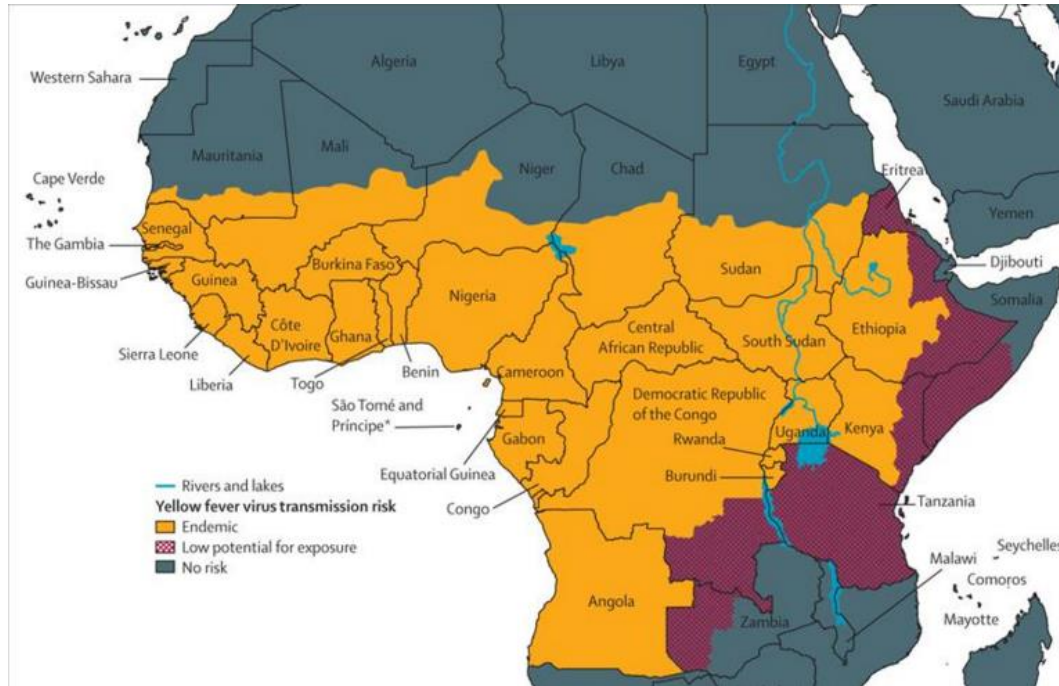 Algeria
Libya
Egypt
Western Sahara
Saudi Arabia
Mauritania
Mali
Niger
Chad
Eritrea
Cape Verde
Yemen
Senegal
The Gambia
Djibouti
Guinea-Bissau
Guinea
Burkina Faso
Nigeria
Sudan
Somalia
Ethiopia
Côte
D'Ivoire
Ghana
Central
African Republic
South Sudan
Sierra Leone
Liberia
Togo
Benin
Cameroon
São Tomé and
Príncipe*
Democratic Republic
of the Congo
Uganda
Kenya
Gabon
Rwanda
Equatorial Guinea
Burundi
Congo
Tanzania
Rivers and lakes
Yellow fever virus transmission risk
Endemic
Low potential for exposure
No risk
Malawi
Seychelles
Comoros
Mayotte
Angola
Zambia